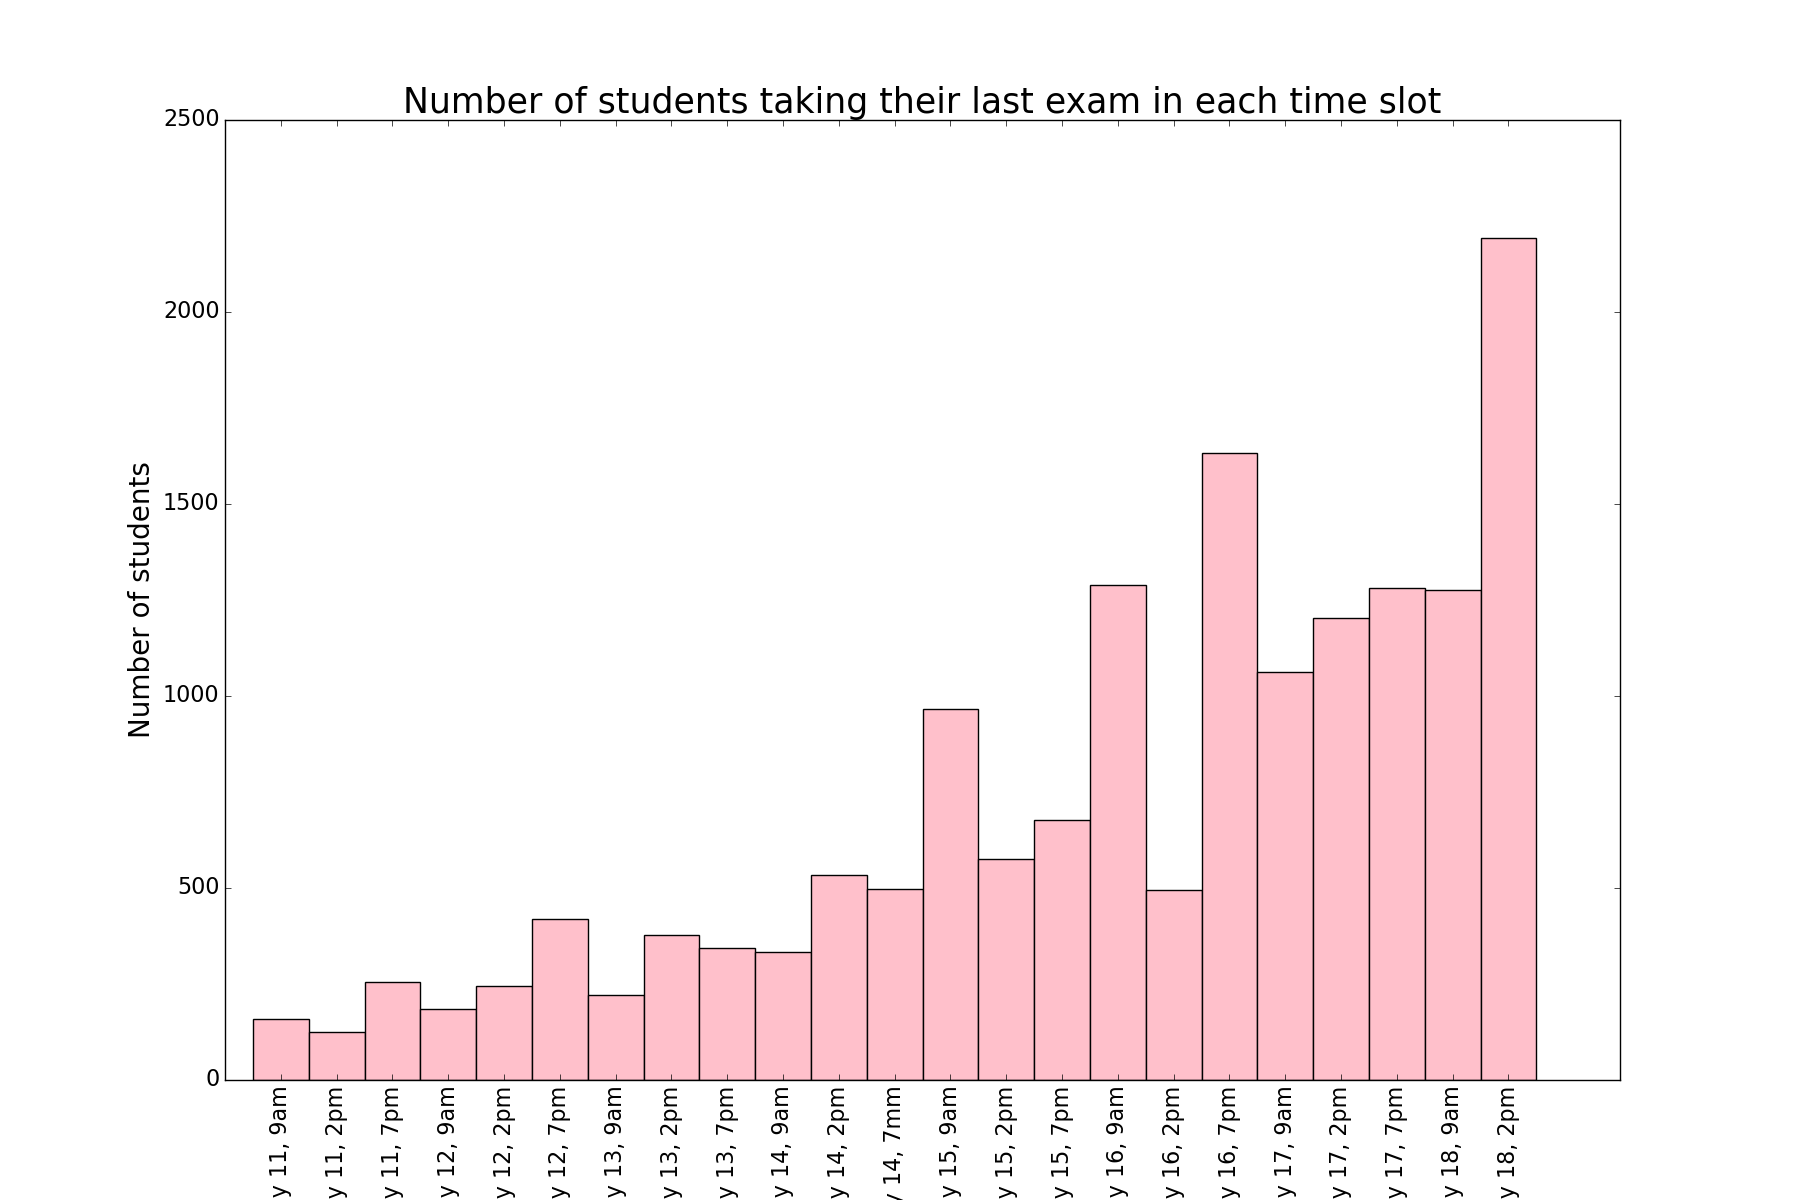 Number of students taking their last exam in each time slot
Number of students
2500
2000
1500
1000
500
0
y 11, 9am
y 11, 2pm
y 11, 7pm
y 12, 9am
y 12, 2pm
y 12, 7pm
y 13, 9am
y 13, 2pm
y 13, 7pm
y 14, 9am
y 14, 2pm
y 14, 7mm
y 15, 9am
y 15, 2pm
y 15, 7pm
y 16, 9am
y 16, 2pm
y 16, 7pm
y 17, 9am
y 17, 2pm
y 17, 7pm
y 18, 9am
y 18, 2pm